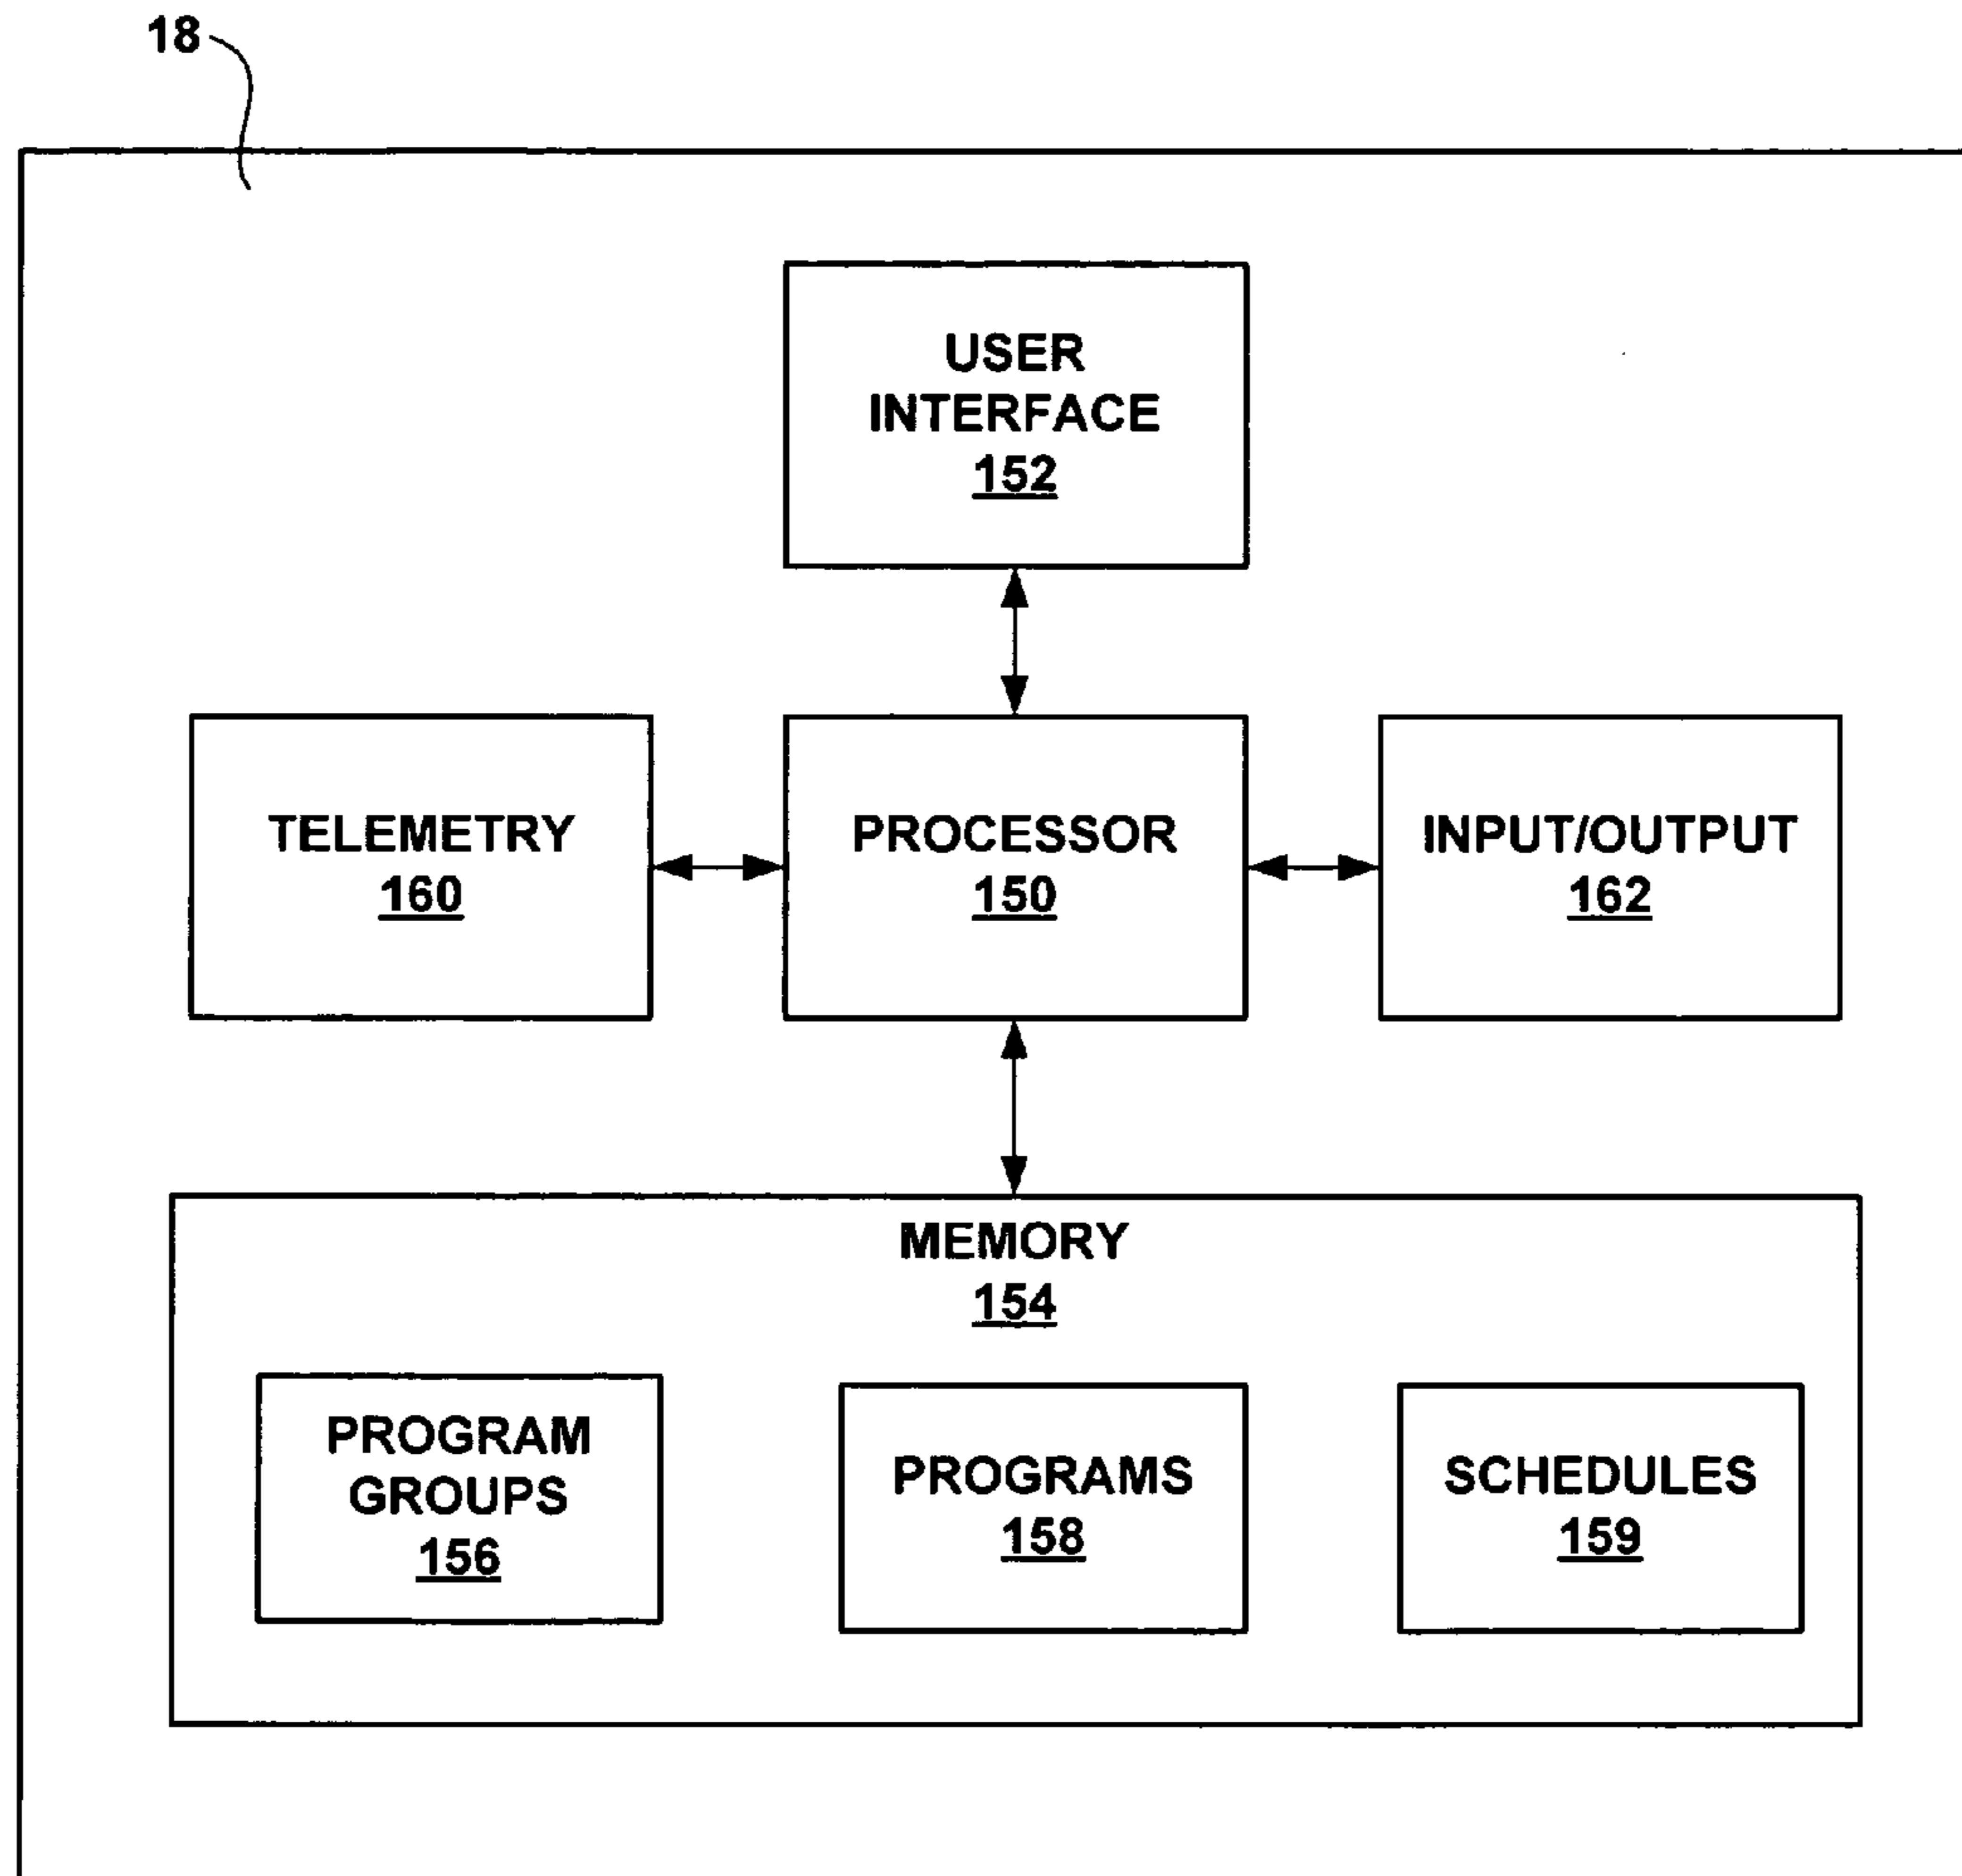 18
USER
INTERFACE
152
TELEMETRY
160
PROCESSOR
150
INPUT/OUTPUT
162
MEMORY
154
PROGRAM
GROUPS
156
PROGRAMS
158
SCHEDULES
159